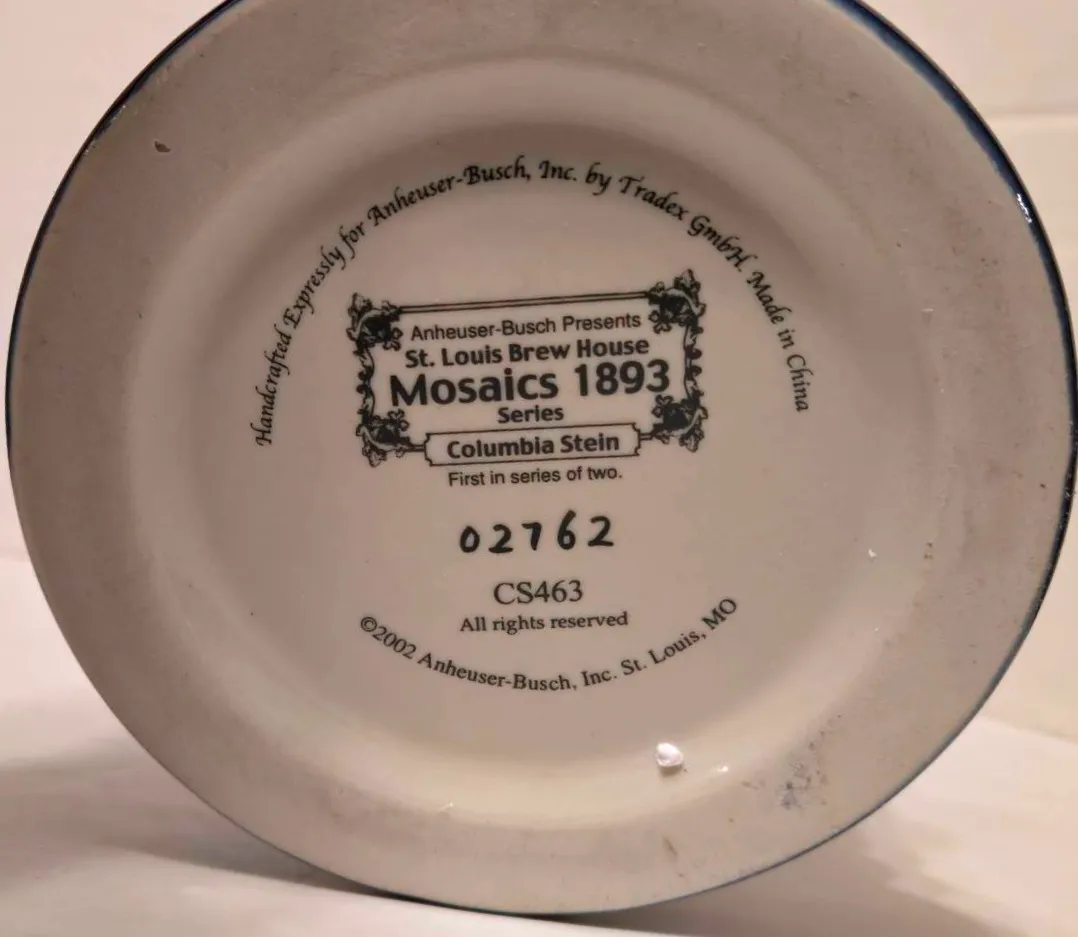 Handcrafted Expressly for Anheuser-Busch, Inc. by Tradex GmbH. Made in China
Anheuser-Busch Presents
St. Louis Brew House
Mosaics 1893
Series
Columbia Stein
First in series of two.
02762
CS463
All rights reserved
©2002 Anheuser-Busch, Inc. St. Louis, MO